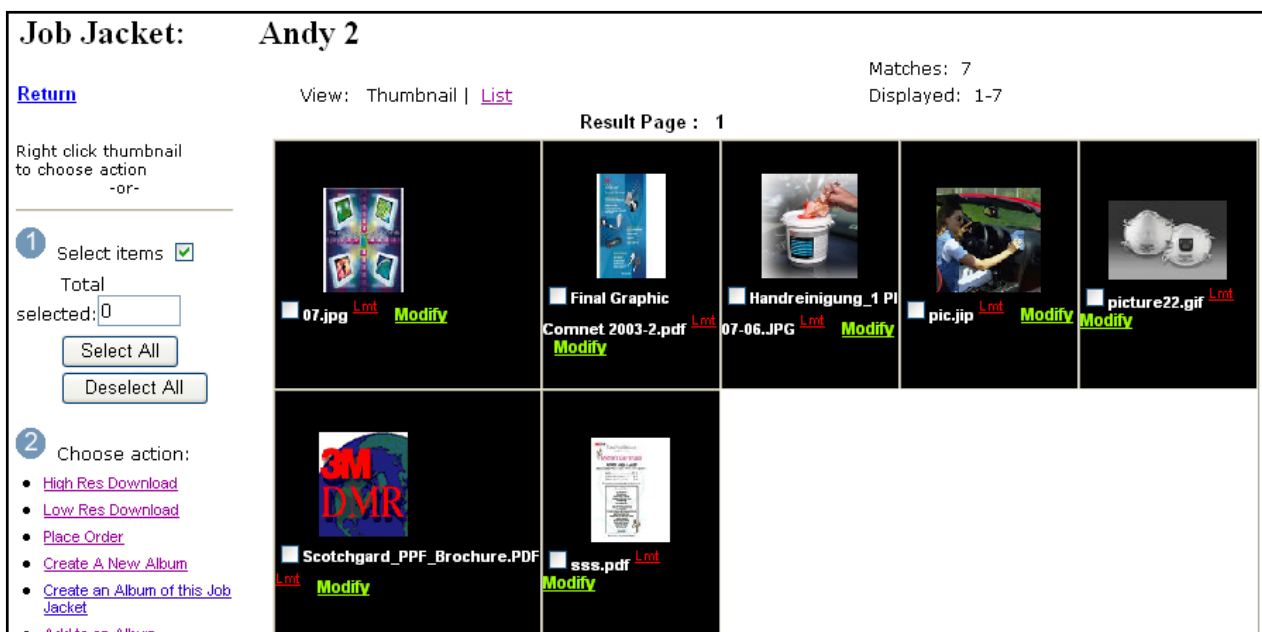 Job Jacket: Andy 2
Matches: 7
Return
View: Thumbnail | List
Displayed: 1-7
Result Page : 1
Right click thumbnail
to choose action
-or-
1 Select items
Total
selected: 0
Select All
Deselect All
07.jpg Lmt Modify
Final Graphic
Comnet 2003-2.pdf Lmt
Modify
Handreinigung_1 Pl
07-06.JPG Lmt Modify
pic.jip Lmt Modify
picture22.gif Lmt
Modify
2 Choose action:
High Res Download
Low Res Download
Place Order
Create A New Album
Create an Album of this Job
Jacket
Add to an Album
3M
DMR
Scotchgard_PPF_Brochure.PDF
Lmt Modify
sss.pdf Lmt
Modify